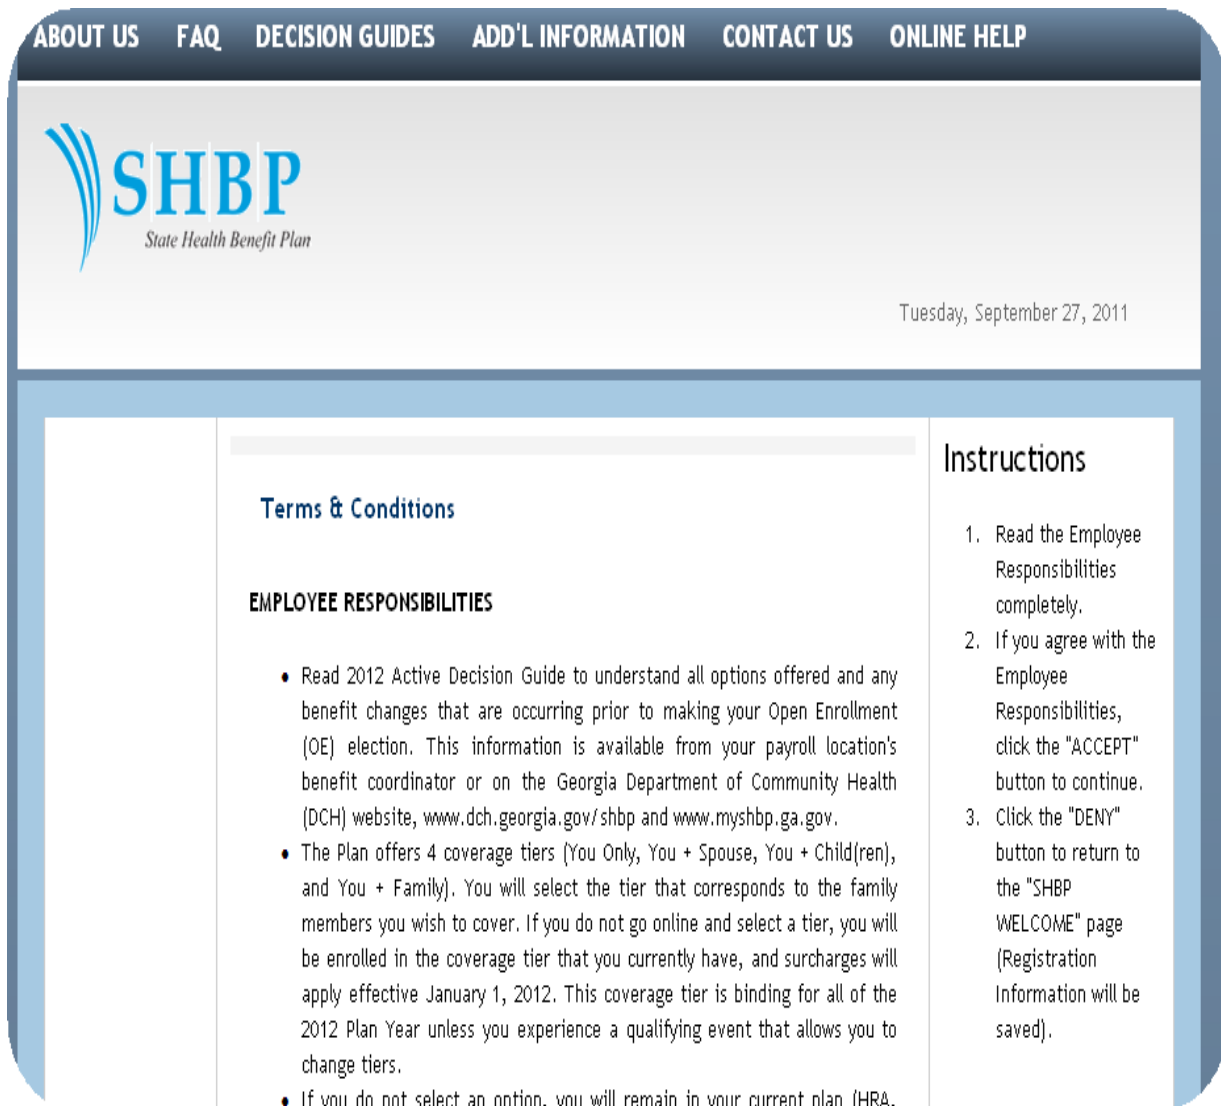 ABOUT US FAQ DECISION GUIDES ADD'L INFORMATION CONTACT US ONLINE HELP
SHBP
State Health Benefit Plan
Tuesday, September 27, 2011
Terms & Conditions
EMPLOYEE RESPONSIBILITIES
• Read 2012 Active Decision Guide to understand all options offered and any
benefit changes that are occurring prior to making your Open Enrollment
(OE) election. This information is available from your payroll location's
benefit coordinator or on the Georgia Department of Community Health
(DCH) website, www.dch.georgia.gov/shbp and www.myshbp.ga.gov.
• The Plan offers 4 coverage tiers (You Only, You + Spouse, You + Child(ren),
and You + Family). You will select the tier that corresponds to the family
members you wish to cover. If you do not go online and select a tier, you will
be enrolled in the coverage tier that you currently have, and surcharges will
apply effective January 1, 2012. This coverage tier is binding for all of the
2012 Plan Year unless you experience a qualifying event that allows you to
change tiers.
• If you do not select an option, you will remain in your current plan (HRA,
Instructions
1. Read the Employee
Responsibilities
completely.
2. If you agree with the
Employee
Responsibilities,
click the "ACCEPT"
button to continue.
3. Click the "DENY"
button to return to
the "SHBP
WELCOME" page
(Registration
Information will be
saved).